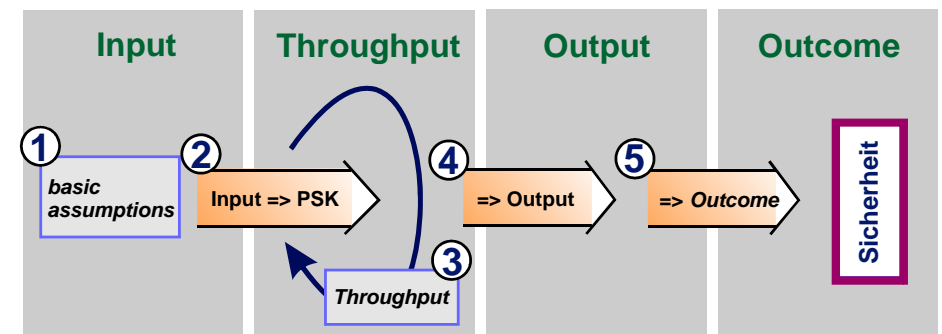 Input
Throughput
Output
Outcome
1
basic
assumptions
2
Input => PSK
3
Throughput
4
=> Output
5
=> Outcome
Sicherheit